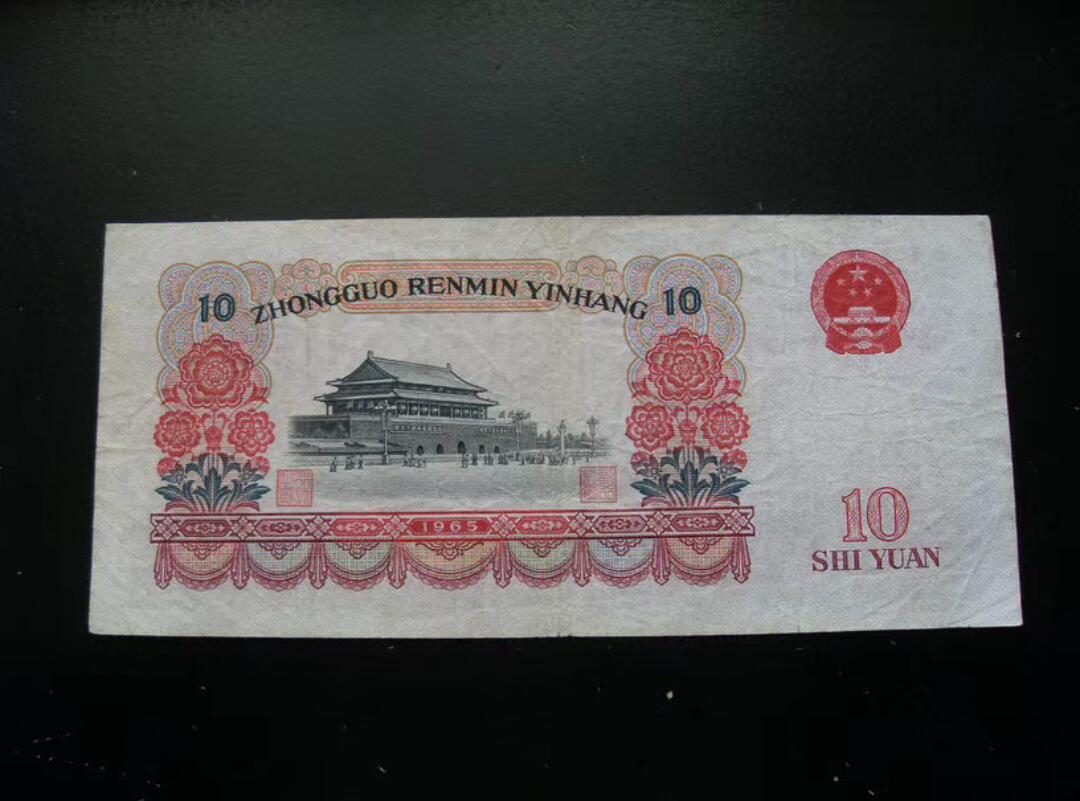 10 ZHONGGUO RENMIN YINHANG 10
1965
10
SHI YUAN